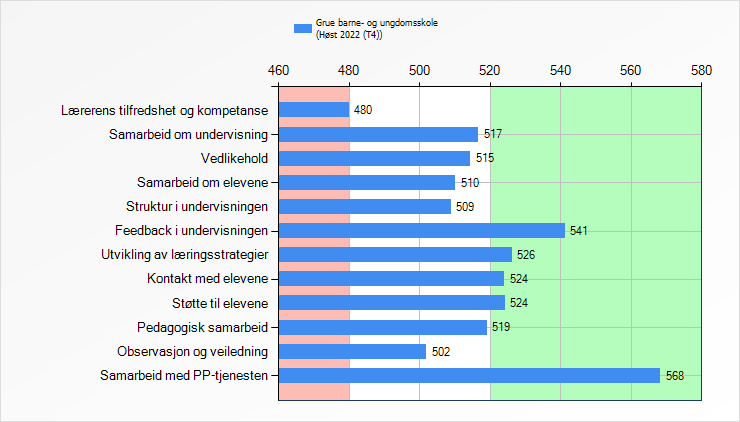 Grue barne- og ungdomsskole
(Høst 2022 (T4))
460 480 500 520 540 560 580
Lærerens tilfredshet og kompetanse 480
Samarbeid om undervisning 517
Vedlikehold 515
Samarbeid om elevene 510
Struktur i undervisningen 509
Feedback i undervisningen 541
Utvikling av læringsstrategier 526
Kontakt med elevene 524
Støtte til elevene 524
Pedagogisk samarbeid 519
Observasjon og veiledning 502
Samarbeid med PP-tjenesten 568